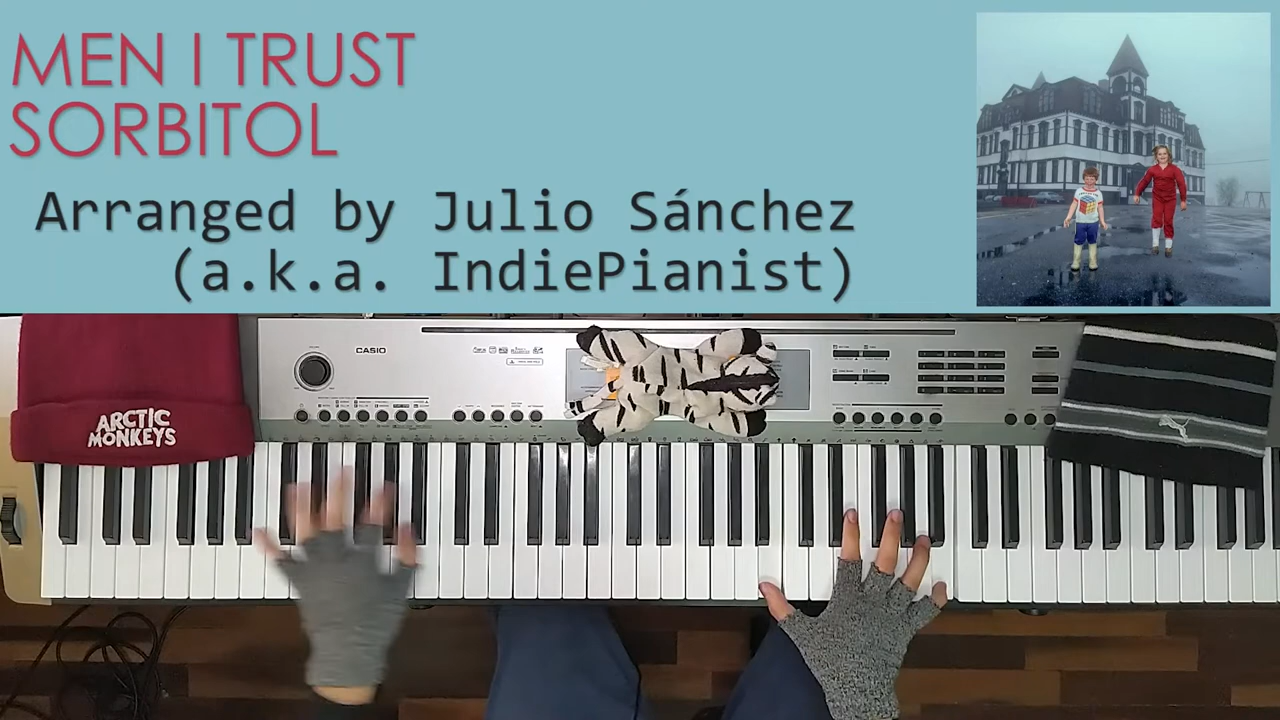 MEN I TRUST
SORBITOL
Arranged by Julio Sánchez
(a.k.a. IndiePianist)
CASIO
ARCTIC
MONKEYS